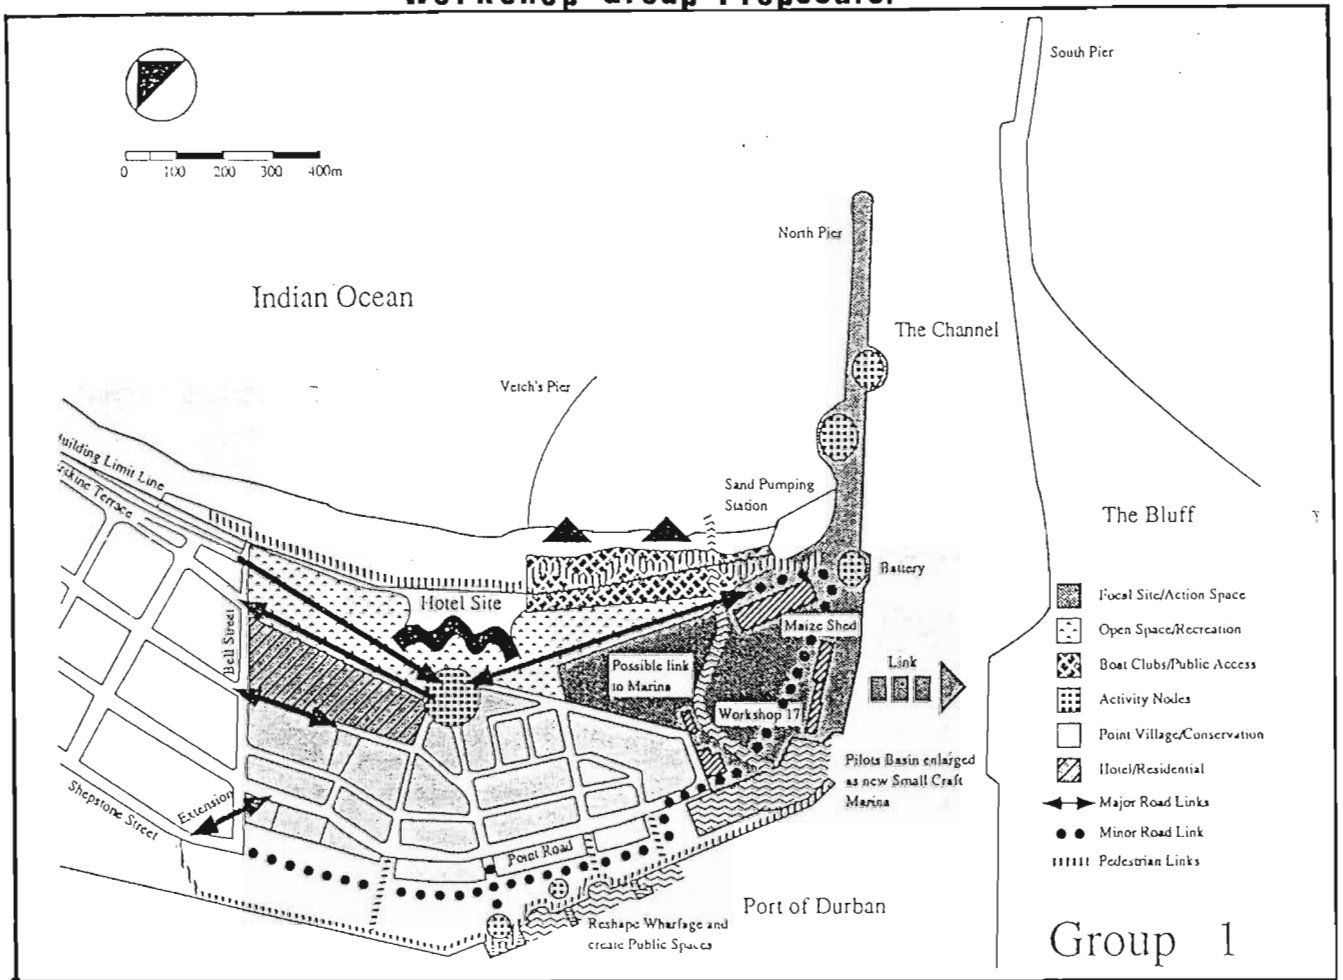 Workshop Group Proposals.
South Pier
0 100 200 300 400m
North Pier
Indian Ocean
The Channel
Vetch's Pier
Building Limit Line
Erskine Terrace
Sand Pumping
Station
The Bluff
Battery
Hotel Site
Bell Street
Maize Shed
Possible link
to Marina
Link
Workshop 17
Pilots Basin enlarged
as new Small Craft
Marina
Extension
Shepstone Street
Point Road
Port of Durban
Reshape Wharfage and
create Public Spaces
Focal Site/Action Space
Open Space/Recreation
Boat Clubs/Public Access
Activity Nodes
Point Village/Conservation
Hotel/Residential
Major Road Links
Minor Road Link
Pedestrian Links
Group 1